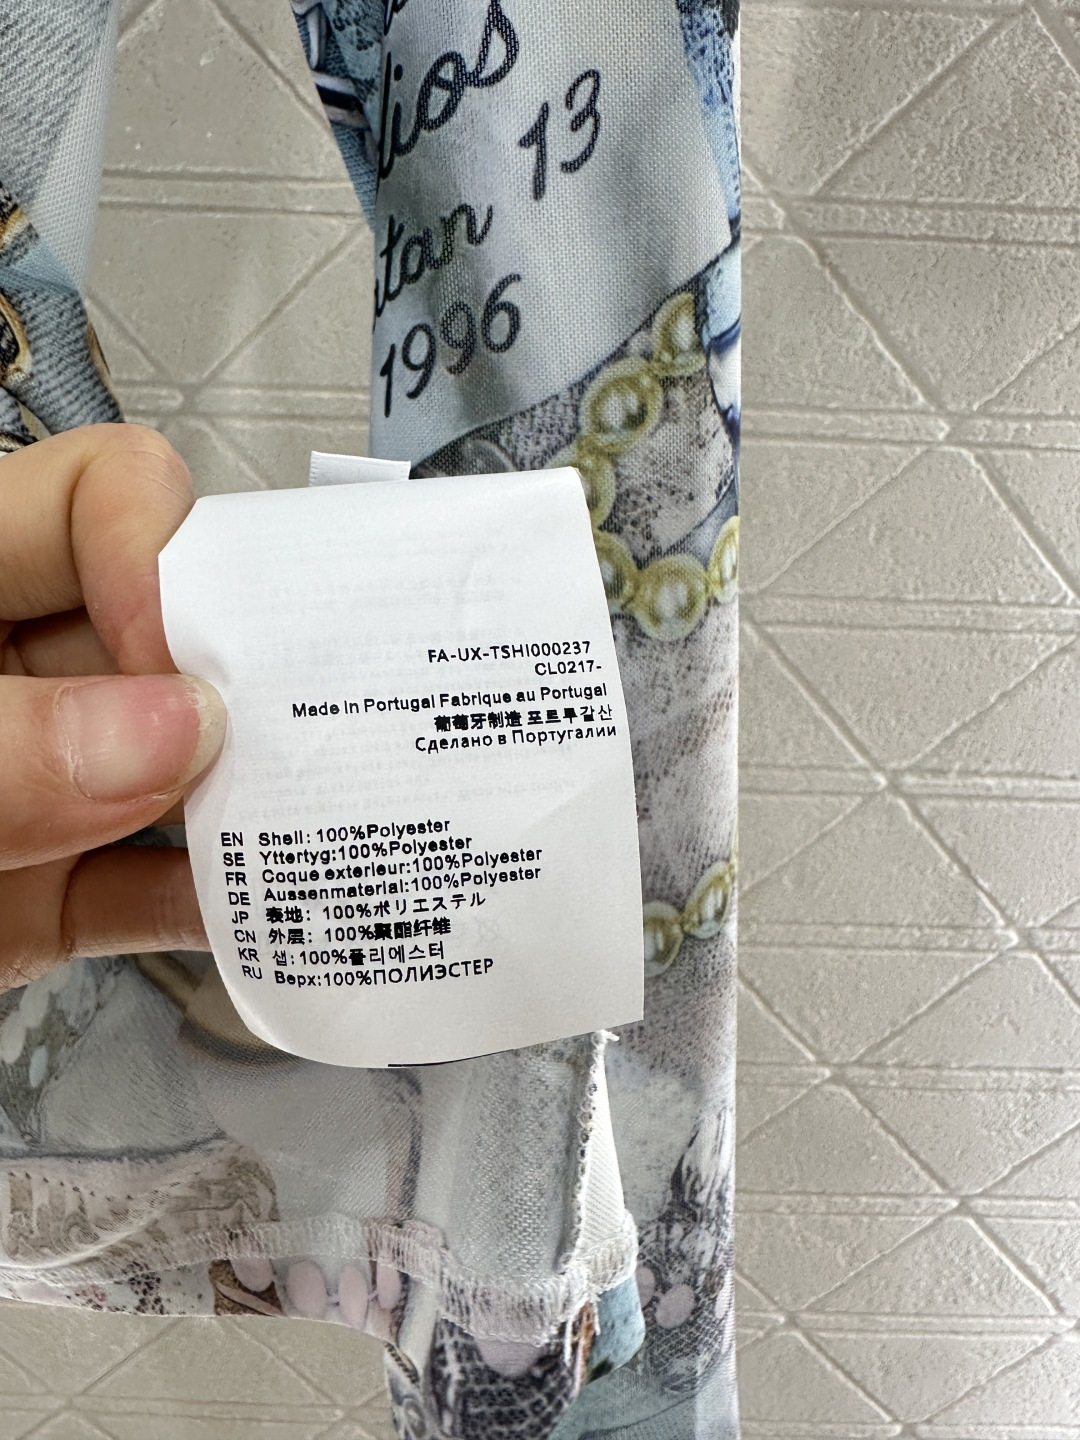 lios
13
tan
1996
FA-UX-TSHI000237
CL0217-
Made in Portugal Fabrique au Portugal
葡萄牙制造 포르투갈산
Сделано в Португалии
EN Shell: 100%Polyester
SE Yttertyg:100%Polyester
FR Coque exterieur:100%Polyester
DE Aussenmaterial:100%Polyester
JP 表地: 100%ポリエステル
CN 外层: 100%聚酯纤维
KR 샙:100%폴리에스터
RU Верх:100%ПОЛИЭСТЕР